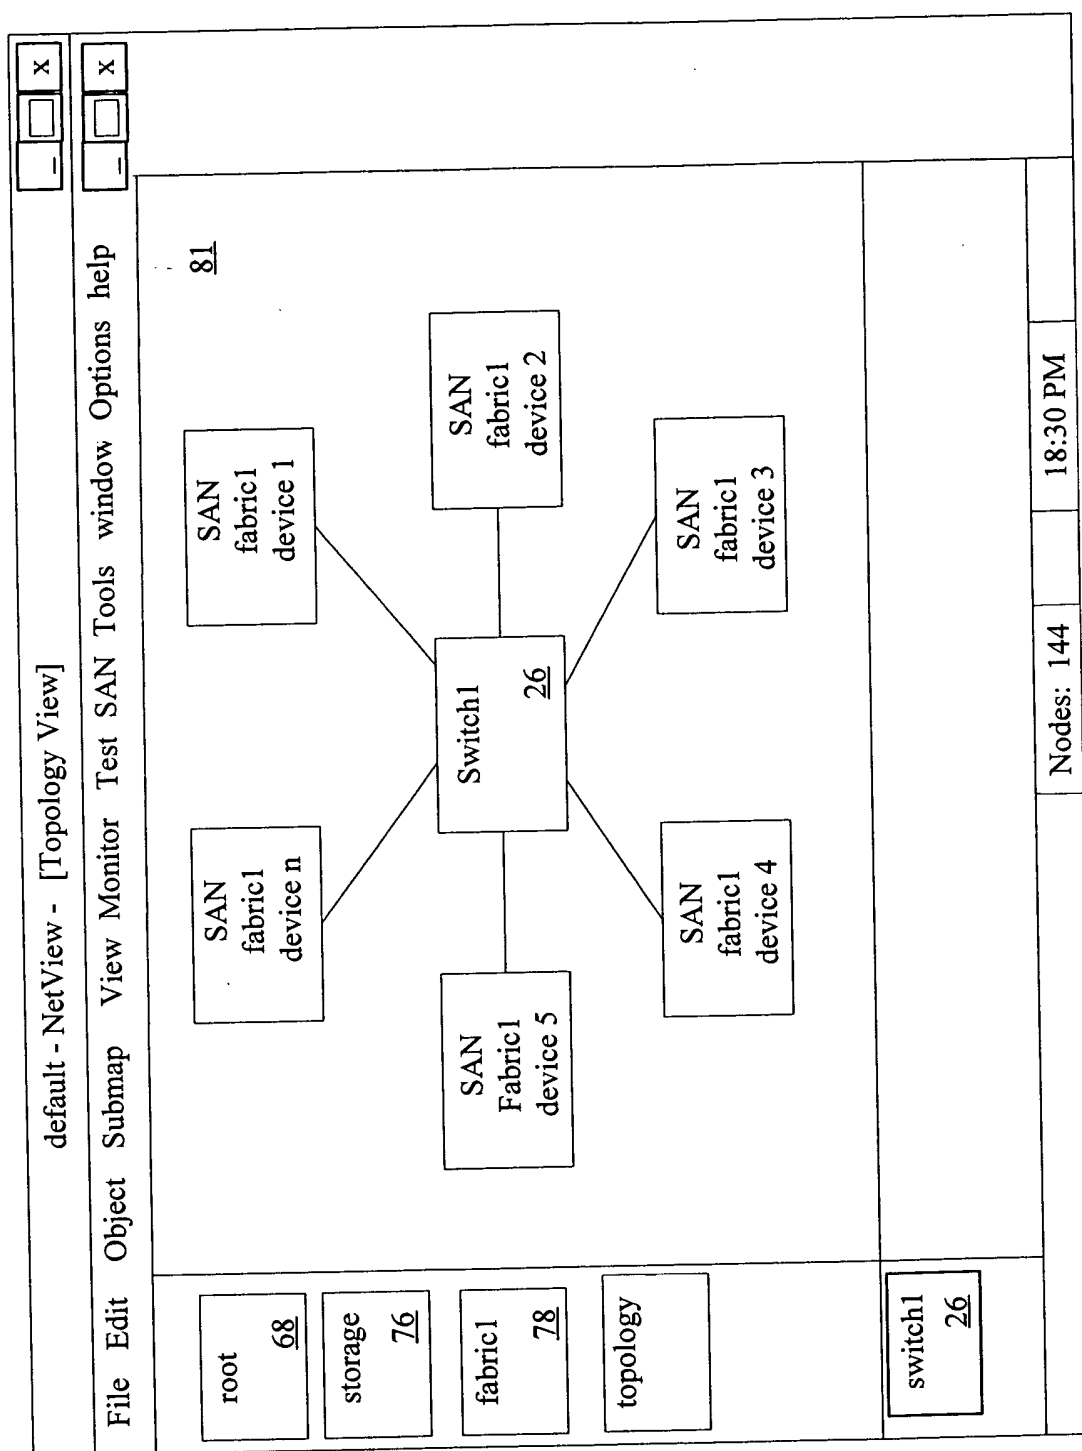 default - NetView - [Topology View]
_ x
File Edit Object Submap View Monitor Test SAN Tools window Options help
_ x
root
68
storage
76
fabric1
78
topology
switch1
26
81
SAN
fabric1
device n
SAN
fabric1
device 1
SAN
Fabric1
device 5
Switch1
26
SAN
fabric1
device 2
SAN
fabric1
device 4
SAN
fabric1
device 3
Nodes: 144
18:30 PM